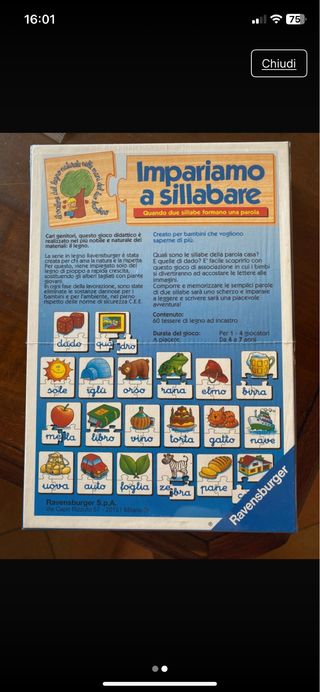 16:01
75
Chiudi
Impariamo
a sillabare
Quando due sillabe formano una parola
Cari genitori, questo gioco didattico è
realizzato nel più nobile e naturale dei
materiali: il legno.
La serie in legno Ravensburger è stata
creata per chi ama la natura e la rispetta.
Per questo, viene impiegato solo del
legno di pioppo a rapida crescita,
sostituendo gli alberi tagliati con piante
giovani.
In ogni fase della lavorazione, sono state
eliminate le sostanze dannose per i
bambini e per l'ambiente, nel pieno
rispetto delle norme di sicurezza C.E.E.
Creato per bambini che vogliono
saperne di più.
Quali sono le sillabe della parola casa?
E quelle di dado? E' facile scoprirlo con
questo gioco di associazione in cui i bambi
si divertiranno ad accostare le tessere alle
immagini.
Comporre e memorizzare le semplici parole
di due sillabe sarà uno scherzo e imparare
a leggere e scrivere sarà una piacevole
avventura!
Contenuto:
60 tessere di legno ad incastro
Durata del gioco:
A piacere
Per 1 - 4 giocatori
Da 4 a 7 anni
dado
qua dro
sole
iglù
orso
rana
elmo
birra
mela
libro
vino
torta
gatto
nave
uova
auto
foglia
ze bra
pane
Ravensburger S.p.A.
Ravensburger